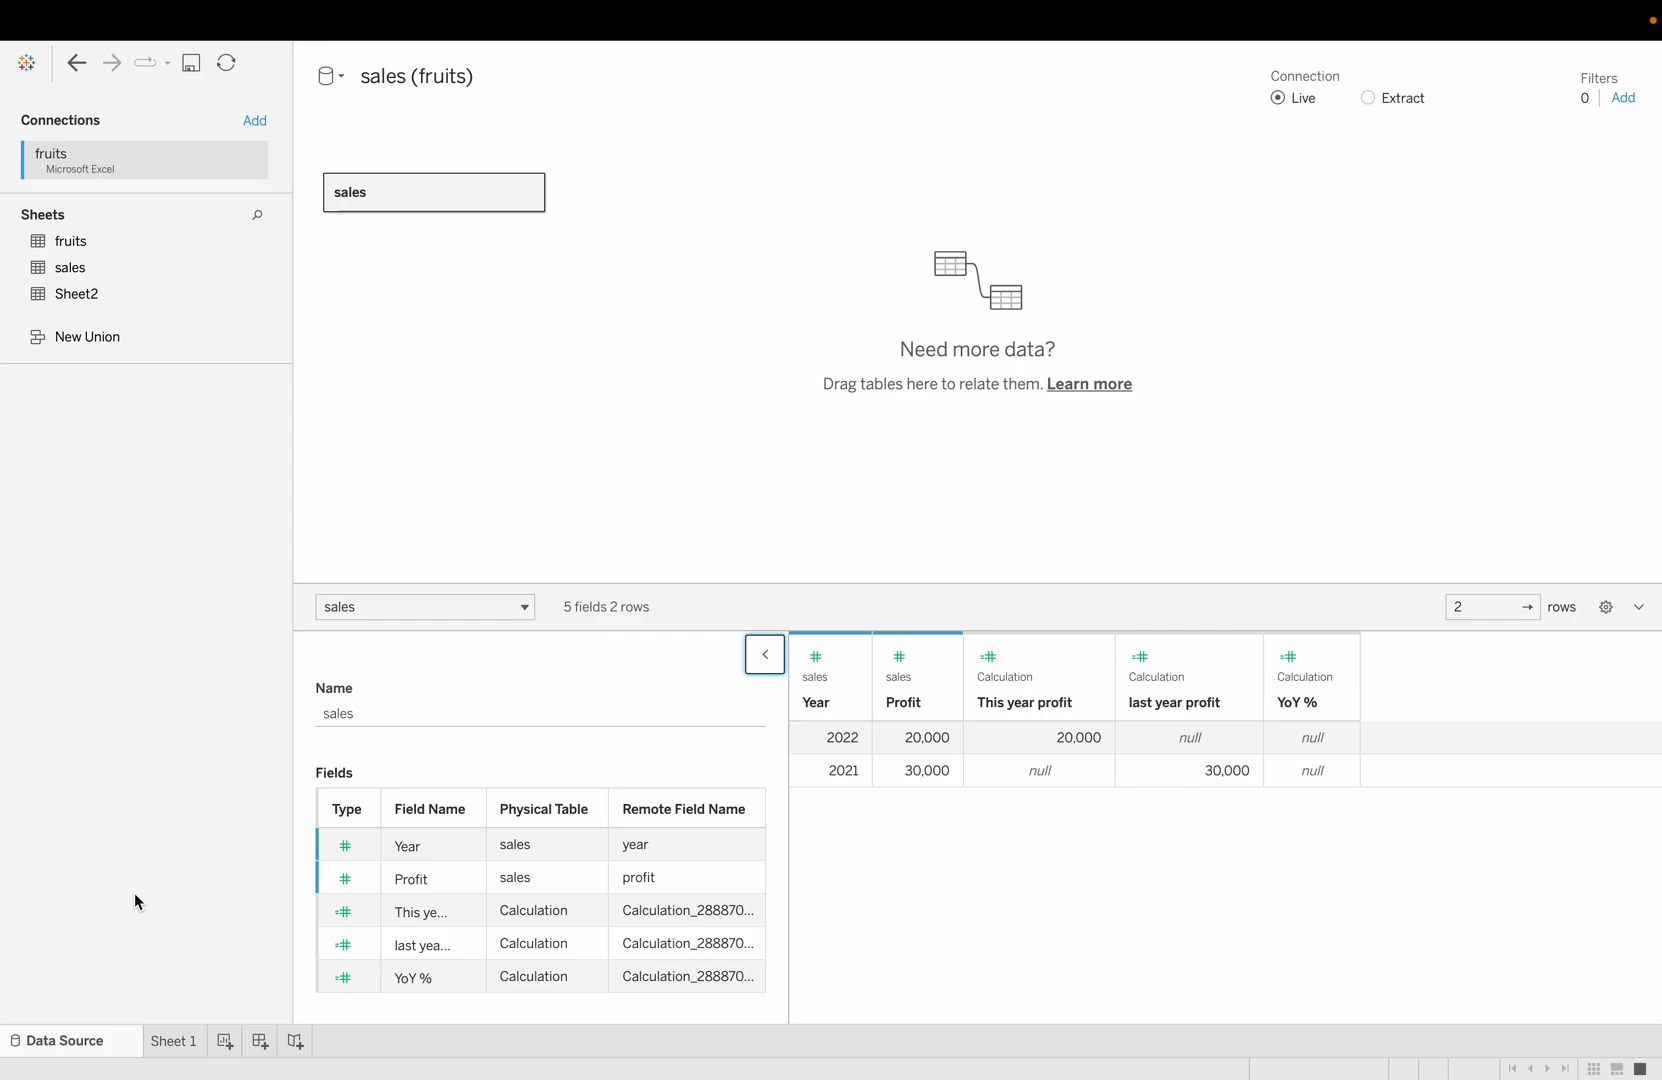 sales (fruits)
Connection
Live
Extract
Filters
0
Add
Connections
Add
fruits
Microsoft Excel
Sheets
fruits
sales
Sheet2
New Union
sales
Need more data?
Drag tables here to relate them. Learn more
sales
5 fields 2 rows
2
rows
Name
sales
Fields
Type Field Name Physical Table Remote Field Name
Year sales year
Profit sales profit
This ye... Calculation Calculation_288870...
last yea... Calculation Calculation_288870...
YoY % Calculation Calculation_288870...
sales sales Calculation Calculation Calculation
Year Profit This year profit last year profit YoY %
2022 20,000 20,000 null null
2021 30,000 null 30,000 null
Data Source
Sheet 1